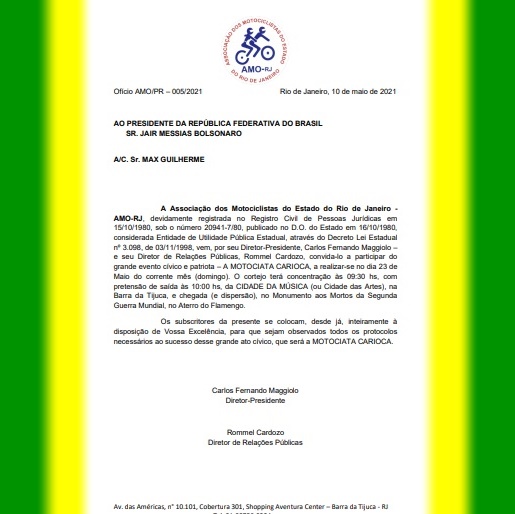 ASSOCIAÇÃO DOS MOTOCICLISTAS DO ESTADO
DO RIO DE JANEIRO
AMO-RJ
Ofício AMO/PR – 005/2021 Rio de Janeiro, 10 de maio de 2021
AO PRESIDENTE DA REPÚBLICA FEDERATIVA DO BRASIL
SR. JAIR MESSIAS BOLSONARO
A/C. Sr. MAX GUILHERME
A Associação dos Motociclistas do Estado do Rio de Janeiro -
AMO-RJ, devidamente registrada no Registro Civil de Pessoas Jurídicas em
15/10/1980, sob o número 20941-7/80, publicado no D.O. do Estado em 16/10/1980,
considerada Entidade de Utilidade Pública Estadual, através do Decreto Lei Estadual
nº 3.098, de 03/11/1998, vem, por seu Diretor-Presidente, Carlos Fernando Maggiolo –
e seu Diretor de Relações Públicas, Rommel Cardozo, convida-lo a participar do
grande evento cívico e patriota – A MOTOCIATA CARIOCA, a realizar-se no dia 23 de
Maio do corrente mês (domingo). O cortejo terá concentração às 09:30 hs, com
pretensão de saída às 10:00 hs, da CIDADE DA MÚSICA (ou Cidade das Artes), na
Barra da Tijuca, e chegada (e dispersão), no Monumento aos Mortos da Segunda
Guerra Mundial, no Aterro do Flamengo.
Os subscritores da presente se colocam, desde já, inteiramente à
disposição de Vossa Excelência, para que sejam observados todos os protocolos
necessários ao sucesso desse grande ato cívico, que será a MOTOCIATA CARIOCA.
Carlos Fernando Maggiolo
Diretor-Presidente
Rommel Cardozo
Diretor de Relações Públicas
Av. das Américas, n° 10.101, Cobertura 301, Shopping Aventura Center – Barra da Tijuca - RJ